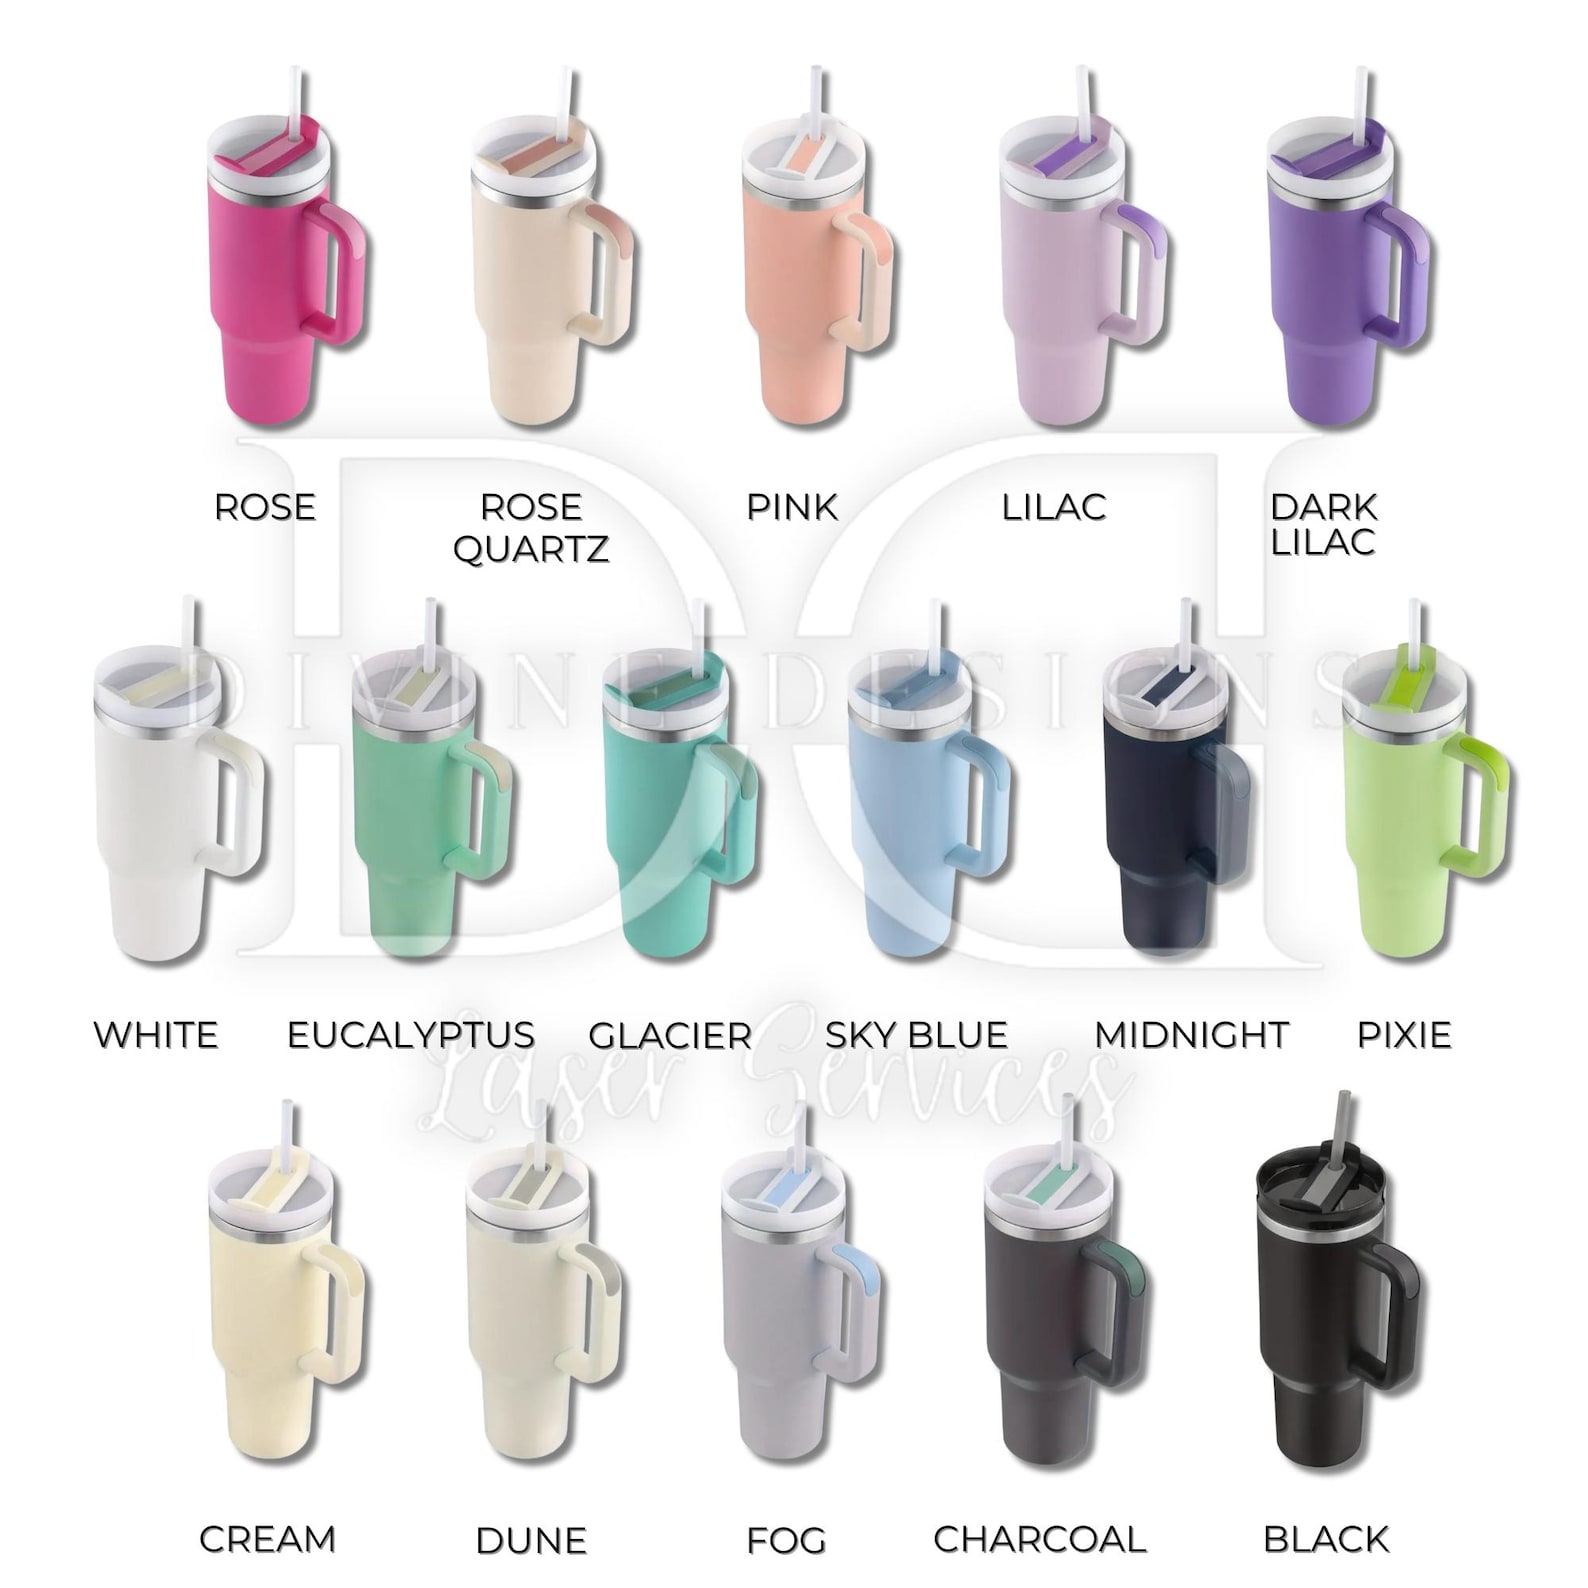 ROSE
ROSE
QUARTZ
PINK
LILAC
DARK
LILAC
DIVINE DESIGNS
WHITE
EUCALYPTUS
GLACIER
SKY BLUE
MIDNIGHT
PIXIE
Laser Services
CREAM
DUNE
FOG
CHARCOAL
BLACK